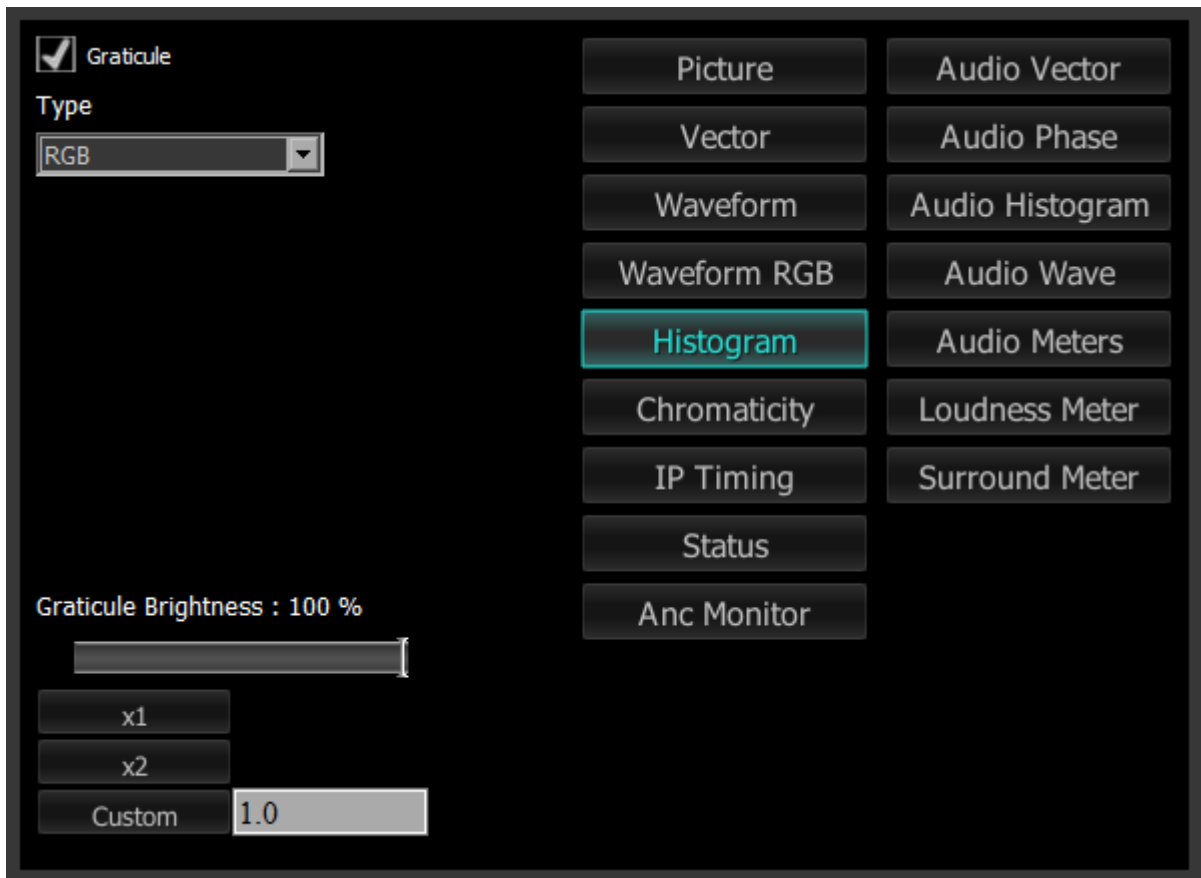 Graticule
Type
RGB
Graticule Brightness : 100 %
x1
x2
Custom
1.0
Picture
Vector
Waveform
Waveform RGB
Histogram
Chromaticity
IP Timing
Status
Anc Monitor
Audio Vector
Audio Phase
Audio Histogram
Audio Wave
Audio Meters
Loudness Meter
Surround Meter